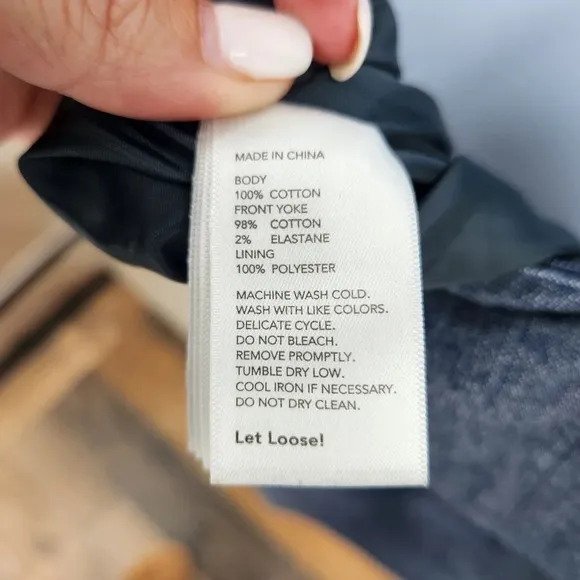 MADE IN CHINA
BODY
100% COTTON
FRONT YOKE
98% COTTON
2% ELASTANE
LINING
100% POLYESTER
MACHINE WASH COLD.
WASH WITH LIKE COLORS.
DELICATE CYCLE.
DO NOT BLEACH.
REMOVE PROMPTLY.
TUMBLE DRY LOW.
COOL IRON IF NECESSARY.
DO NOT DRY CLEAN.
Let Loose!